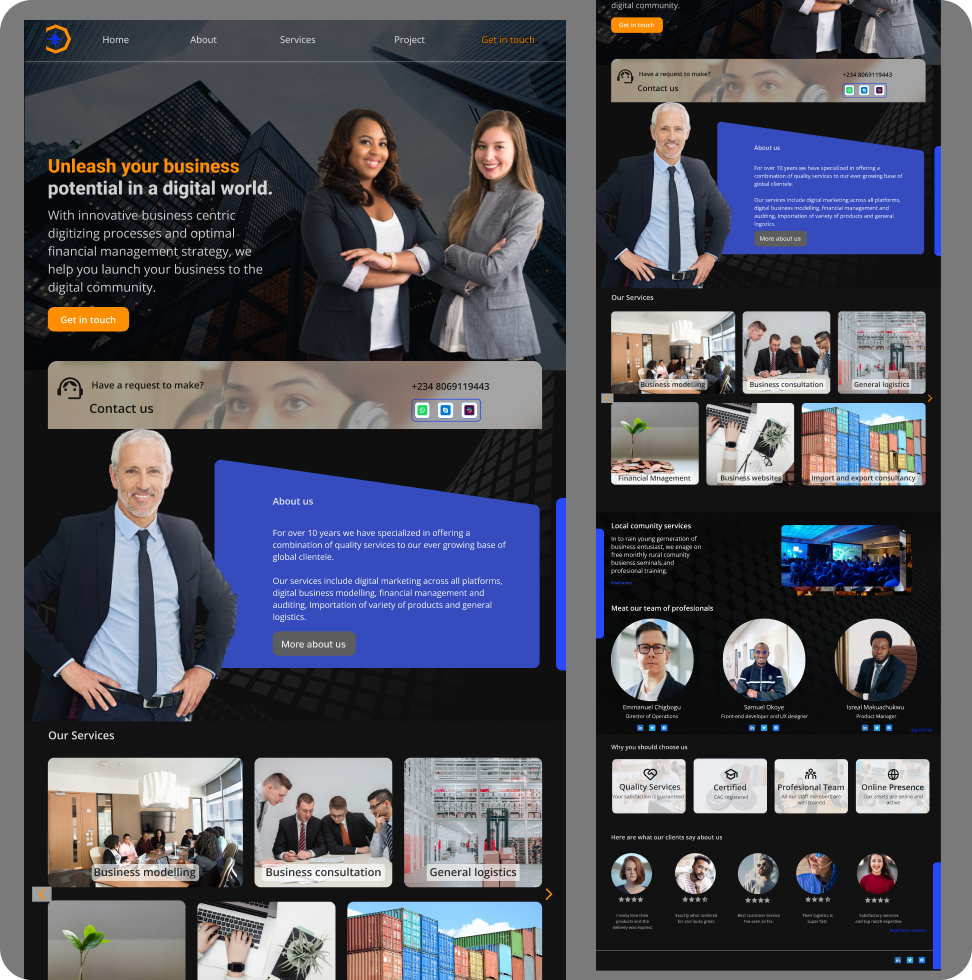 Home
About
Services
Project
Get in touch
Unleash your business
potential in a digital world.
With innovative business centric
digitizing processes and optimal
financial management strategy, we
help you launch your business to the
digital community.
Get in touch
Have a request to make?
Contact us
+234 8069119443
About us
For over 10 years we have specialized in offering a
combination of quality services to our ever growing base of
global clientele.
Our services include digital marketing across all platforms,
digital business modelling, financial management and
auditing, Importation of variety of products and general
logistics.
More about us
Our Services
Business modelling
Business consultation
General logistics
digital community.
Get in touch
Have a request to make?
Contact us
+234 8069119443
About us
For over 10 years we have specialized in offering a
combination of quality services to our ever growing base of
global clientele.
Our services include digital marketing across all platforms,
digital business modelling, financial management and
auditing, Importation of variety of products and general
logistics.
More about us
Our Services
Business modelling
Business consultation
General logistics
Financial Mnagement
Business websites
Import and export consultancy
Local comunity services
In to rain young gemeration of
business entusiast, we enage on
free monthly rural comunity
busienss seminals and
profesional training.
Read more
Meat our team of profesionals
Emmanuel Chigbogu
Director of Operations
Samuel Okoye
Front-end developer and UX designer
Isreal Makuachukwu
Product Manager
See Full list
Why you should choose us
Quality Services
Your satisfaction is guaranteed
Certified
CAC registered
Profesional Team
All our staff members are
well trained
Online Presence
Our assets are online and
active
Here are what our clients say about us
I really love their
products and the
delivery was express
Exactly what ordered
for and looks great.
Best customer service
I've seen so far.
Their logistics is
super fast
Satisfactory services
and top notch expertise.
Read more reviews